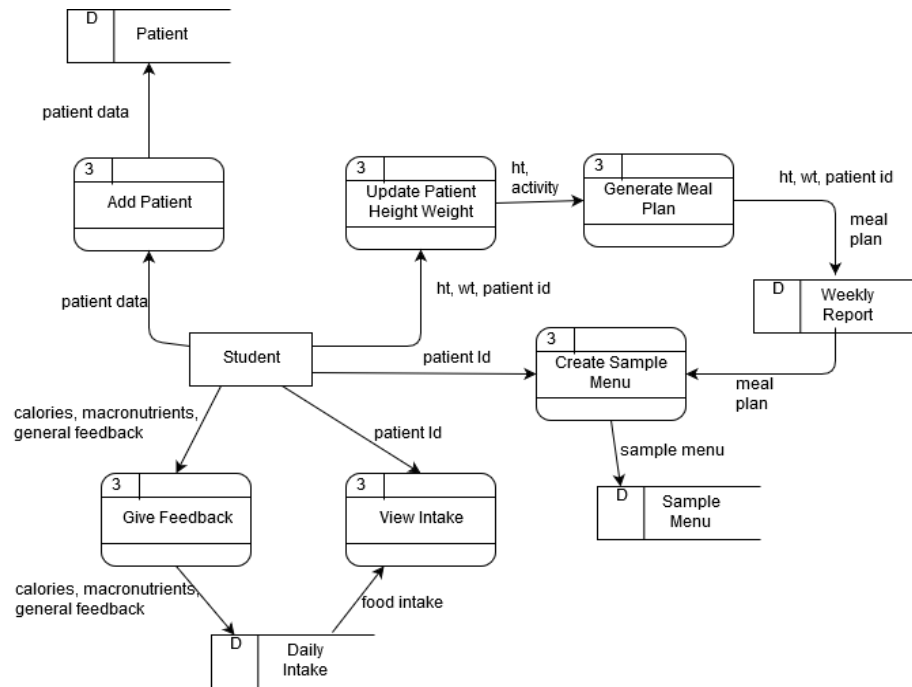 D
Patient
patient data
3
Add Patient
3
Update Patient
Height Weight
ht,
activity
3
Generate Meal
Plan
ht, wt, patient id
meal
plan
patient data
ht, wt, patient id
D
Weekly
Report
Student
patient Id
3
Create Sample
Menu
meal
plan
calories, macronutrients,
general feedback
patient Id
sample menu
3
Give Feedback
3
View Intake
D
Sample
Menu
calories, macronutrients,
general feedback
food intake
D
Daily
Intake